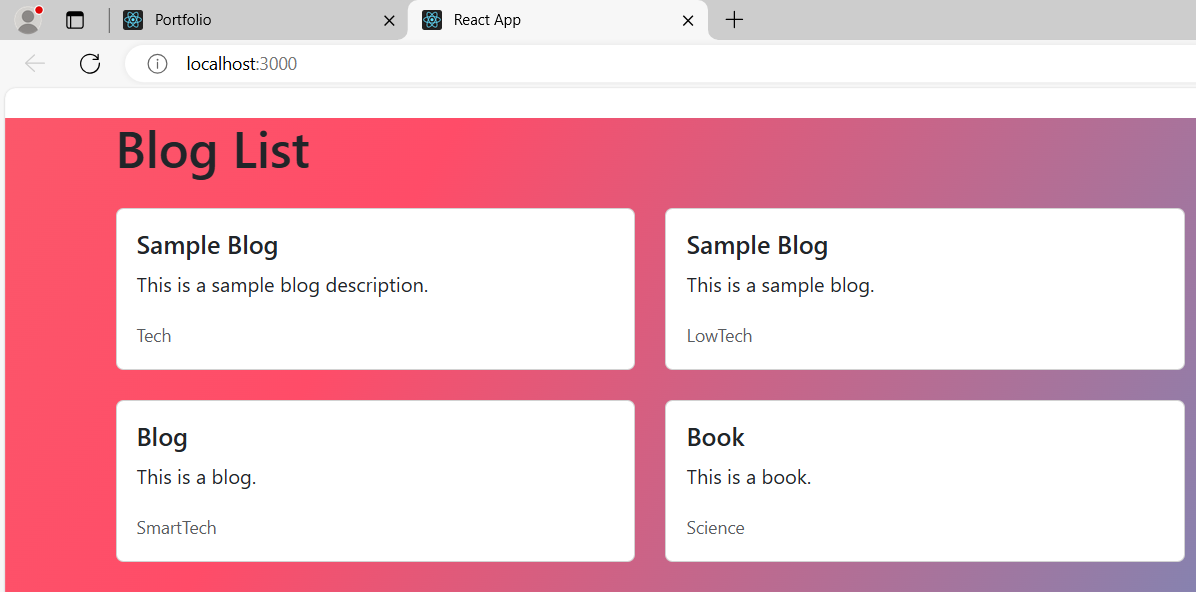 Portfolio
React App
localhost:3000
Blog List
Sample Blog
This is a sample blog description.
Tech
Sample Blog
This is a sample blog.
LowTech
Blog
This is a blog.
SmartTech
Book
This is a book.
Science